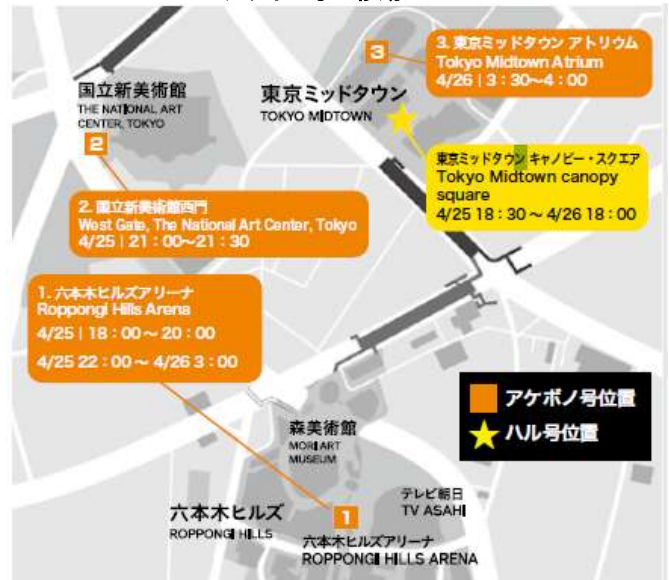 3
3. 東京ミッドタウン アトリウム
Tokyo Midtown Atrium
4/26 | 3:30〜4:00
国立新美術館
THE NATIONAL ART
CENTER, TOKYO
2
東京ミッドタウン
TOKYO MIDTOWN
東京ミッドタウン キャノピー・スクエア
Tokyo Midtown canopy
square
4/25 18:30 〜 4/26 18:00
2. 国立新美術館西門
West Gate, The National Art Center, Tokyo
4/25 | 21:00〜21:30
1. 六本木ヒルズアリーナ
Roppongi Hills Arena
4/25 | 18:00〜 20:00
4/25 22:00 〜 4/26 3:00
アケボノ号位置
ハル号位置
森美術館
MORI ART
MUSEUM
テレビ朝日
TV ASAHI
六本木ヒルズ
ROPPONGI HILLS
1
六本木ヒルズアリーナ
ROPPONGI HILLS ARENA